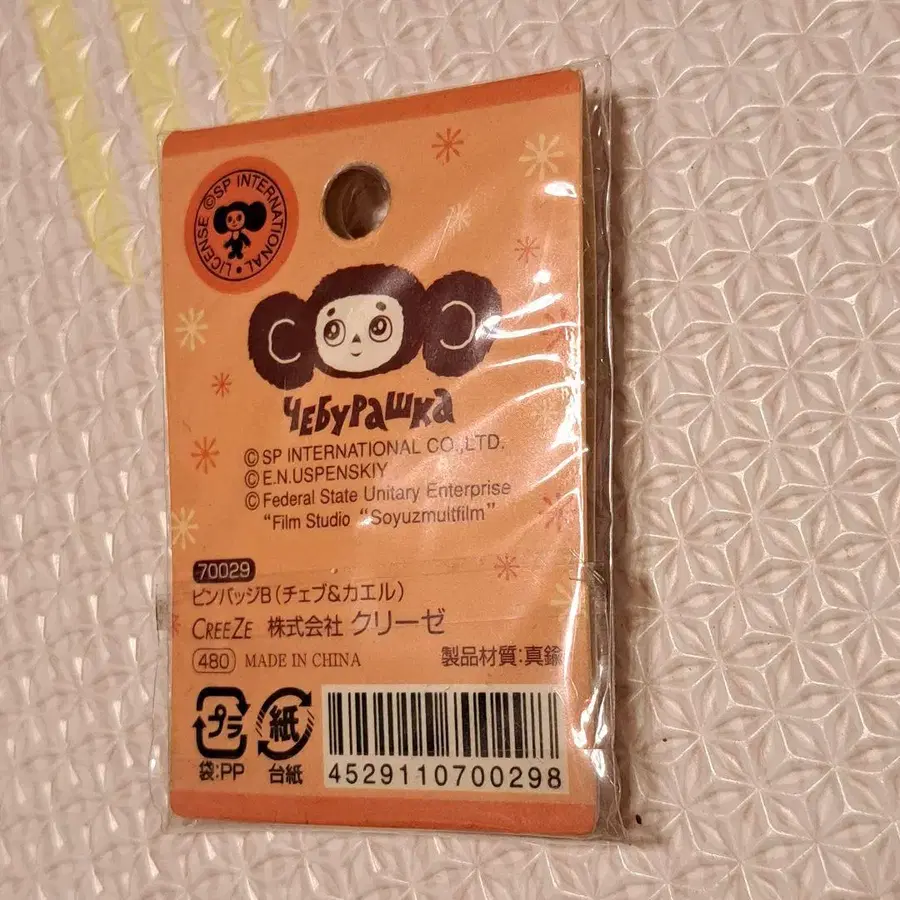 LICENSE ©SP INTERNATIONAL •
ЧЕБУРАШКА
©SP INTERNATIONAL CO.,LTD.
©E.N.USPENSKIY
©Federal State Unitary Enterprise
"Film Studio "Soyuzmultfilm"
70029
ピンバッジB(チェブ&カエル)
CREEZE 株式会社 クリーゼ
480 MADE IN CHINA 製品材質:真鍮
プラ 紙
袋:PP 台紙
4529110700298